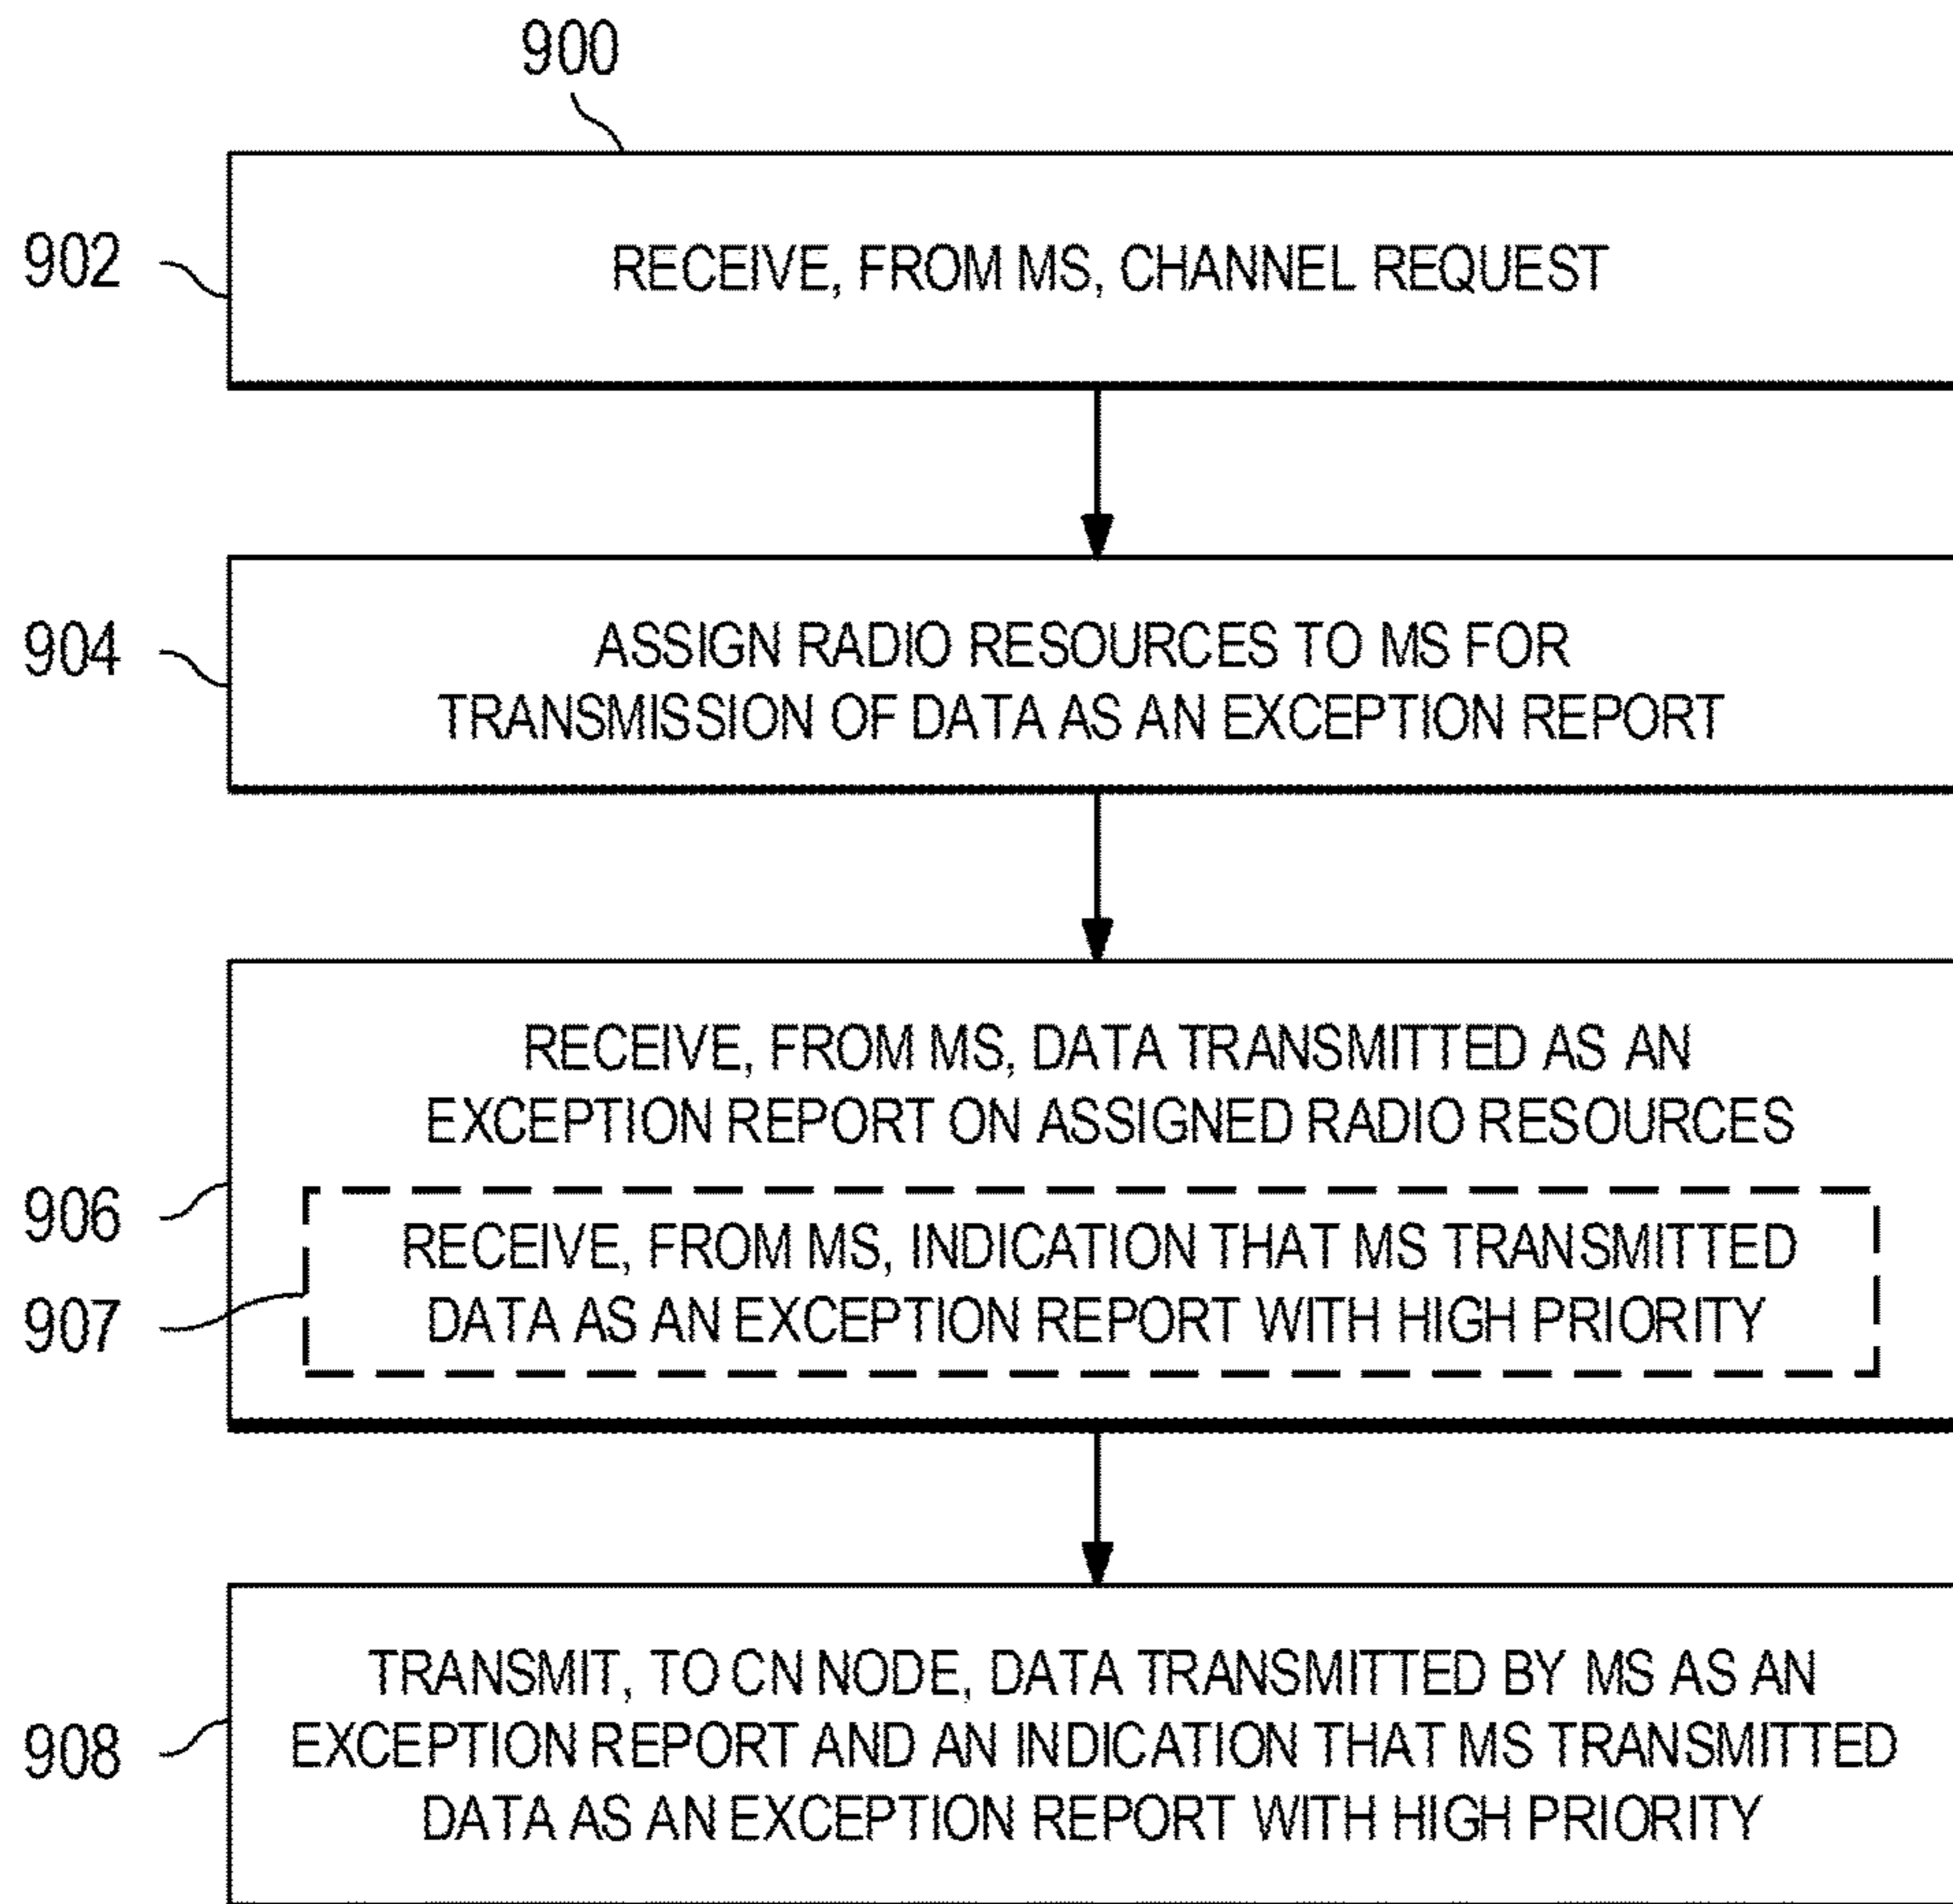 900
902
RECEIVE, FROM MS, CHANNEL REQUEST
904
ASSIGN RADIO RESOURCES TO MS FOR
TRANSMISSION OF DATA AS AN EXCEPTION REPORT
RECEIVE, FROM MS, DATA TRANSMITTED AS AN
EXCEPTION REPORT ON ASSIGNED RADIO RESOURCES
906
RECEIVE, FROM MS, INDICATION THAT MS TRANSMITTED
907
DATA AS AN EXCEPTION REPORT WITH HIGH PRIORITY
TRANSMIT, TO CN NODE, DATA TRANSMITTED BY MS AS AN
908
EXCEPTION REPORT AND AN INDICATION THAT MS TRANSMITTED
DATA AS AN EXCEPTION REPORT WITH HIGH PRIORITY